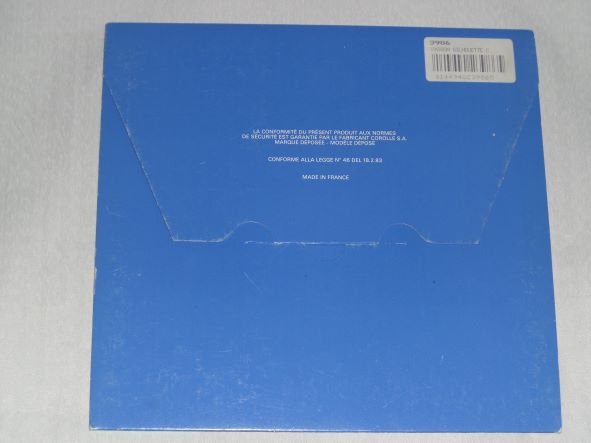 3906
LA CONFORMITÉ DU PRÉSENT PRODUIT AUX NORMES
DE SÉCURITÉ EST GARANTIE PAR LE FABRICANT COROLLE S.A.
MARQUE DÉPOSÉE - MODÈLE DÉPOSÉ
CONFORME ALLA LEGGE N° 46 DEL 18.2.83
MADE IN FRANCE